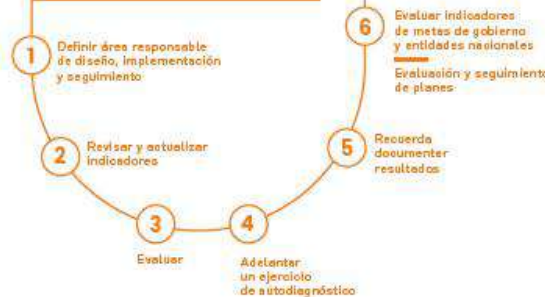 1
Definir área responsable
de diseño, implementación
y seguimiento
2
Revisar y actualizar
indicadores
3
Evaluar
4
Adelantar
un ejercicio
de autodiagnóstico
5
Recuerda
documentar
resultados
6
Evaluar indicadores
de metas de gobierno
y entidades nacionales
Evaluación y seguimiento
de planes